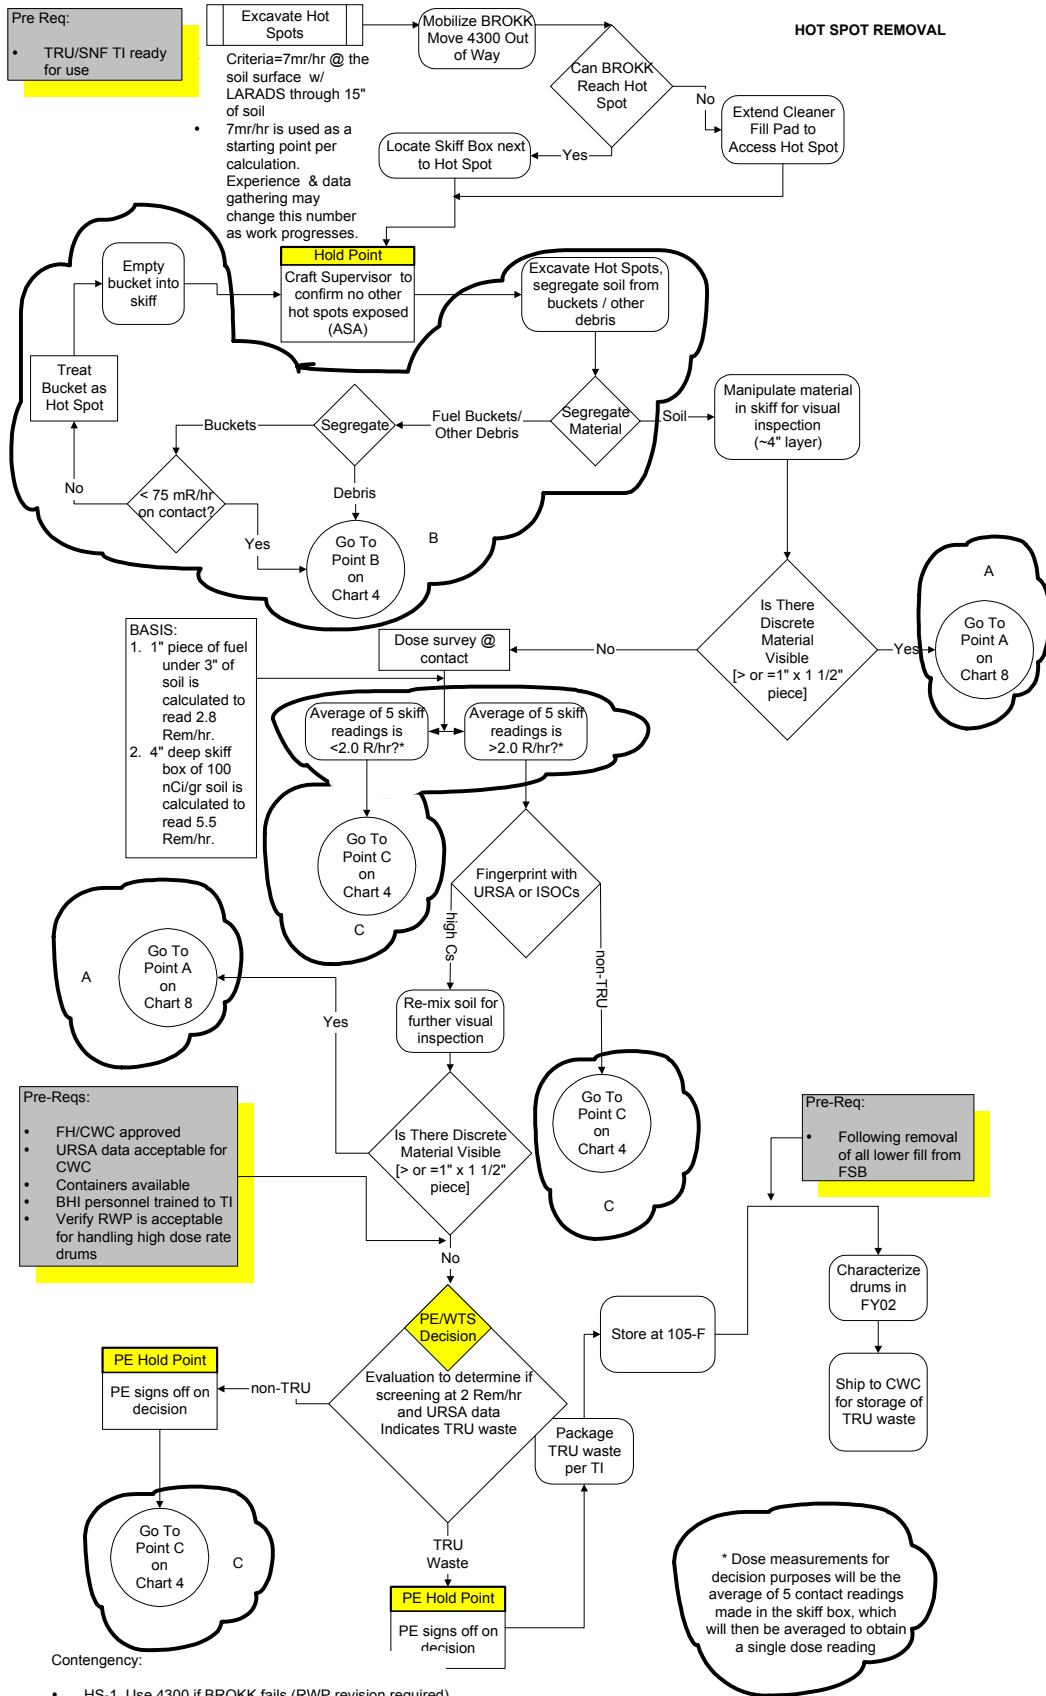 HOT SPOT REMOVAL
Pre Req:
• TRU/SNF TI ready
for use
Excavate Hot
Spots
Mobilize BROKK
Move 4300 Out
of Way
Criteria=7mr/hr @ the
soil surface w/
LARADS through 15"
of soil
• 7mr/hr is used as a
starting point per
calculation.
Experience & data
gathering may
change this number
as work progresses.
Can BROKK
Reach Hot
Spot
No
Extend Cleaner
Fill Pad to
Access Hot Spot
Yes
Locate Skiff Box next
to Hot Spot
Hold Point
Craft Supervisor to
confirm no other
hot spots exposed
(ASA)
Empty
bucket into
skiff
Excavate Hot Spots,
segregate soil from
buckets / other
debris
Treat
Bucket as
Hot Spot
Segregate
Material
Soil
Fuel Buckets/
Other Debris
Segregate
Buckets
Debris
< 75 mR/hr
on contact?
No
Yes
Go To
Point B
on
Chart 4
B
Manipulate material
in skiff for visual
inspection
(~4" layer)
Is There
Discrete
Material
Visible
[> or =1" x 1 1/2"
piece]
Yes
A
Go To
Point A
on
Chart 8
No
Dose survey @
contact
BASIS:
1. 1" piece of fuel
under 3" of
soil is
calculated to
read 2.8
Rem/hr.
2. 4" deep skiff
box of 100
nCi/gr soil is
calculated to
read 5.5
Rem/hr.
Average of 5 skiff
readings is
<2.0 R/hr?*
Average of 5 skiff
readings is
>2.0 R/hr?*
Go To
Point C
on
Chart 4
C
Fingerprint with
URSA or ISOCs
high Cs
non-TRU
Re-mix soil for
further visual
inspection
A
Go To
Point A
on
Chart 8
Yes
Is There Discrete
Material Visible
[> or =1" x 1 1/2"
piece]
No
Go To
Point C
on
Chart 4
C
Pre-Reqs:
• FH/CWC approved
• URSA data acceptable for
CWC
• Containers available
• BHI personnel trained to TI
• Verify RWP is acceptable
for handling high dose rate
drums
Pre-Req:
• Following removal
of all lower fill from
FSB
PE/WTS
Decision
Evaluation to determine if
screening at 2 Rem/hr
and URSA data
Indicates TRU waste
non-TRU
PE Hold Point
PE signs off on
decision
Go To
Point C
on
Chart 4
C
TRU
Waste
PE Hold Point
PE signs off on
decision
Package
TRU waste
per TI
Store at 105-F
Characterize
drums in
FY02
Ship to CWC
for storage of
TRU waste
* Dose measurements for
decision purposes will be the
average of 5 contact readings
made in the skiff box, which
will then be averaged to obtain
a single dose reading
Contengency:
• HS-1 Use 4300 if BROKK fails (RWP revision required)